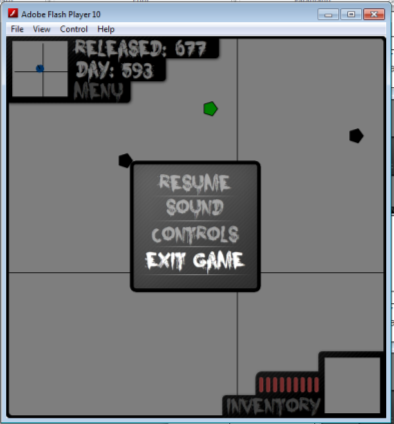 Adobe Flash Player 10
File View Control Help
RELEASED: 677
DAY: 593
MENU
RESUME
SOUND
CONTROLS
EXIT GAME
INVENTORY